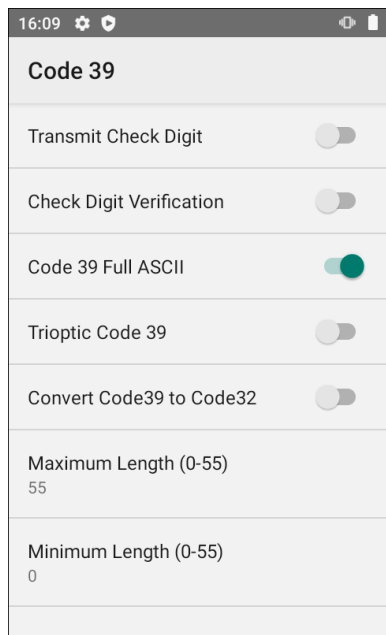 16:09
Code 39
Transmit Check Digit
Check Digit Verification
Code 39 Full ASCII
Trioptic Code 39
Convert Code39 to Code32
Maximum Length (0-55)
55
Minimum Length (0-55)
0